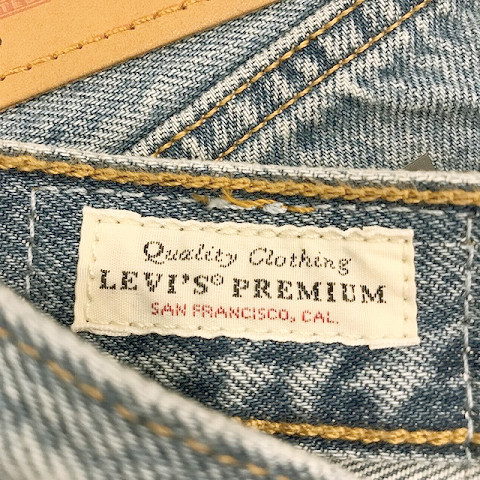 Quality Clothing
LEVI'S® PREMIUM
SAN FRANCISCO, CAL.